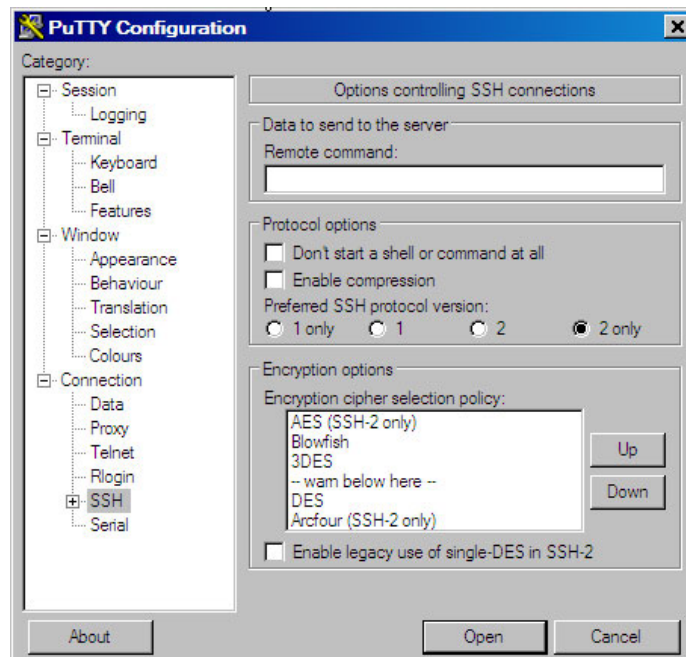 PuTTY Configuration
Category:
Session
Logging
Terminal
Keyboard
Bell
Features
Window
Appearance
Behaviour
Translation
Selection
Colours
Connection
Data
Proxy
Telnet
Rlogin
SSH
Serial
Options controlling SSH connections
Data to send to the server
Remote command:
Protocol options
Don't start a shell or command at all
Enable compression
Preferred SSH protocol version:
1 only 1 2 2 only
Encryption options
Encryption cipher selection policy:
AES (SSH-2 only)
Blowfish
3DES
-- warn below here --
DES
Arcfour (SSH-2 only)
Up
Down
Enable legacy use of single-DES in SSH-2
About Open Cancel